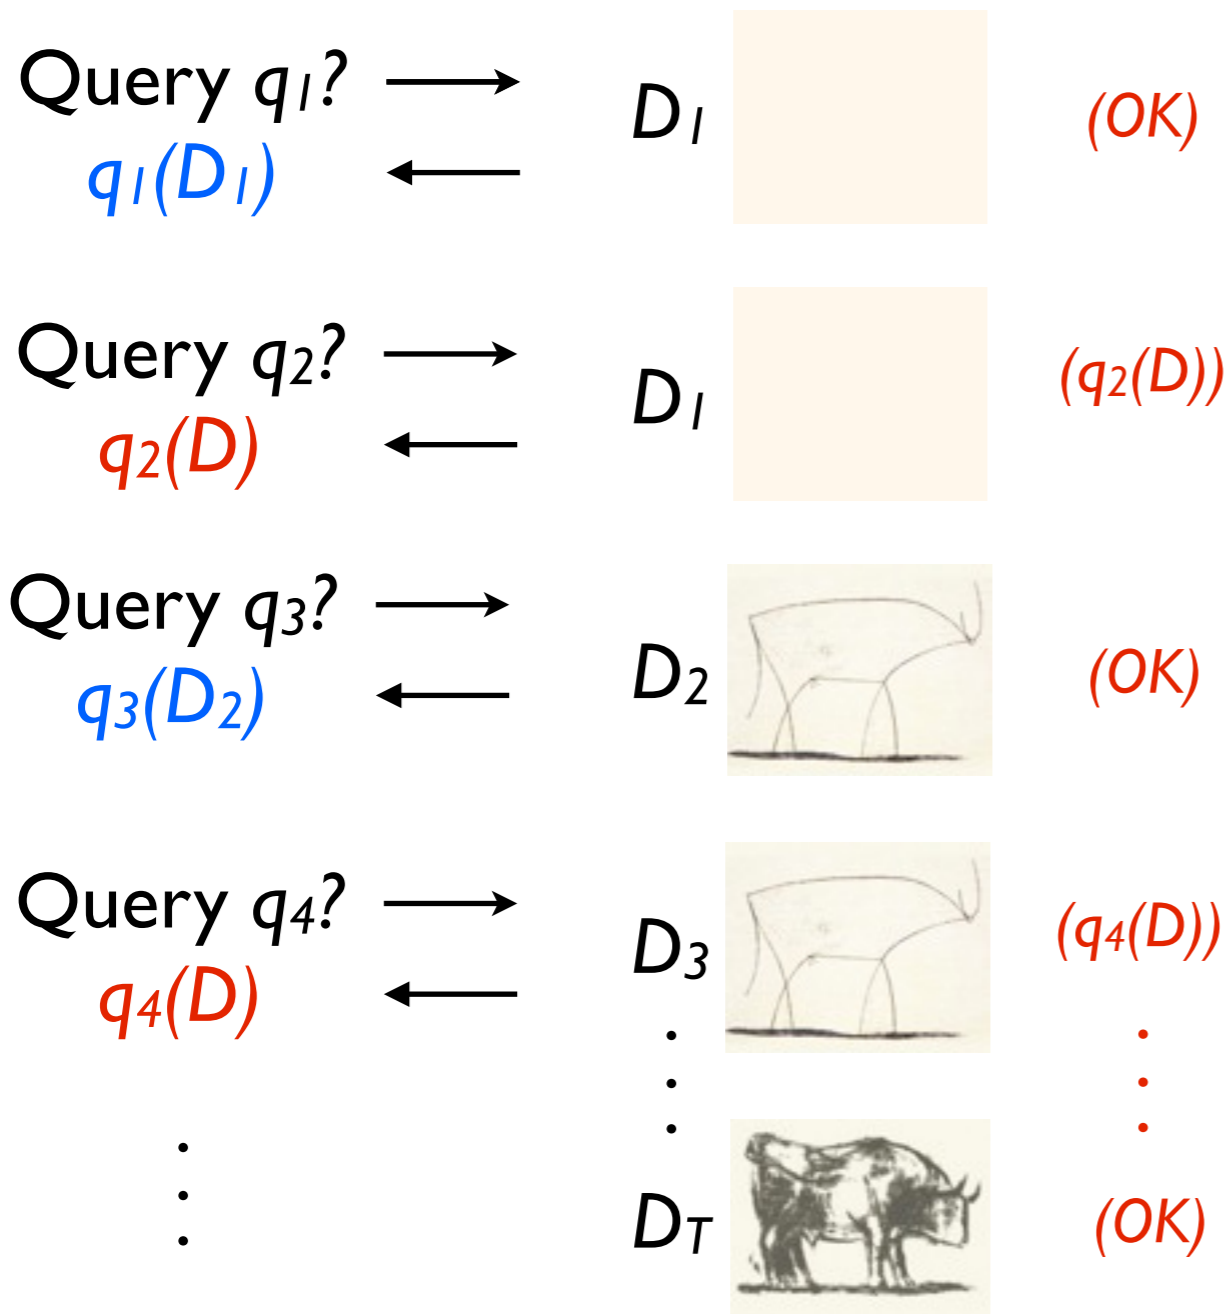 Query q₁?
q₁(D₁)
D₁
(OK)
Query q₂?
q₂(D)
D₁
(q₂(D))
Query q₃?
q₃(D₂)
D₂
(OK)
Query q₄?
q₄(D)
D₃
(q₄(D))
D_T
(OK)